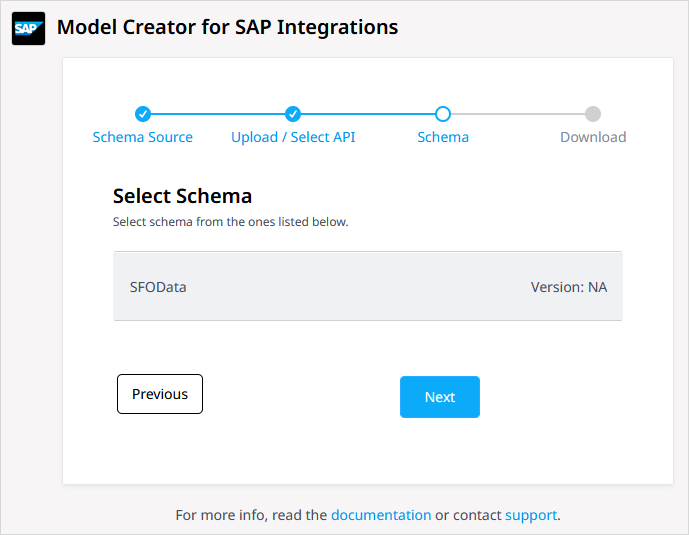 SAP
Model Creator for SAP Integrations
Schema Source
Upload / Select API
Schema
Download
Select Schema
Select schema from the ones listed below.
SFOData
Version: NA
Previous
Next
For more info, read the documentation or contact support.